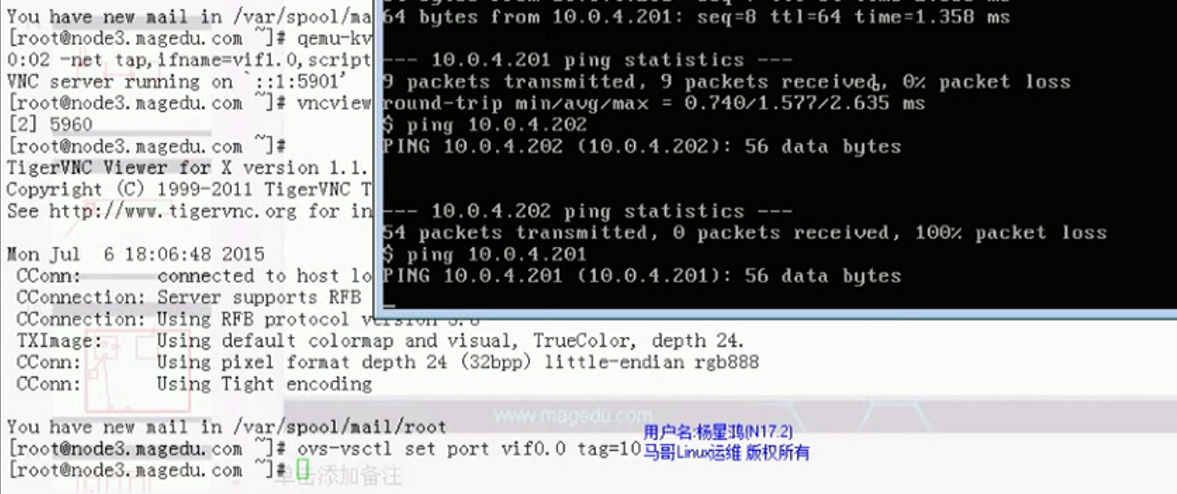 You have new mail in /var/spool/ma
[root@node3.magedu.com ~]# qemu-kv
0:02 -net tap,ifname=vif1.0,script
VNC server running on `::1:5901'
[root@node3.magedu.com ~]# vncview
[2] 5960
[root@node3.magedu.com ~]#
TigerVNC Viewer for X version 1.1.
Copyright (C) 1999-2011 TigerVNC T
See http://www.tigervnc.org for in
Mon Jul  6 18:06:48 2015
CConn:       connected to host lo
CConnection: Server supports RFB
CConnection: Using RFB protocol version 3.8
TXImage:     Using default colormap and visual, TrueColor, depth 24.
CConn:       Using pixel format depth 24 (32bpp) little-endian rgb888
CConn:       Using Tight encoding
You have new mail in /var/spool/mail/root
[root@node3.magedu.com ~]# ovs-vsctl set port vif0.0 tag=10
[root@node3.magedu.com ~]#
64 bytes from 10.0.4.201: seq=8 ttl=64 time=1.358 ms
--- 10.0.4.201 ping statistics ---
9 packets transmitted, 9 packets received, 0% packet loss
round-trip min/avg/max = 0.740/1.577/2.635 ms
$ ping 10.0.4.202
PING 10.0.4.202 (10.0.4.202): 56 data bytes
--- 10.0.4.202 ping statistics ---
54 packets transmitted, 0 packets received, 100% packet loss
$ ping 10.0.4.201
PING 10.0.4.201 (10.0.4.201): 56 data bytes
www.magedu.com
用户名:杨星鸿(N17.2)
马哥Linux运维 版权所有
单击添加备注